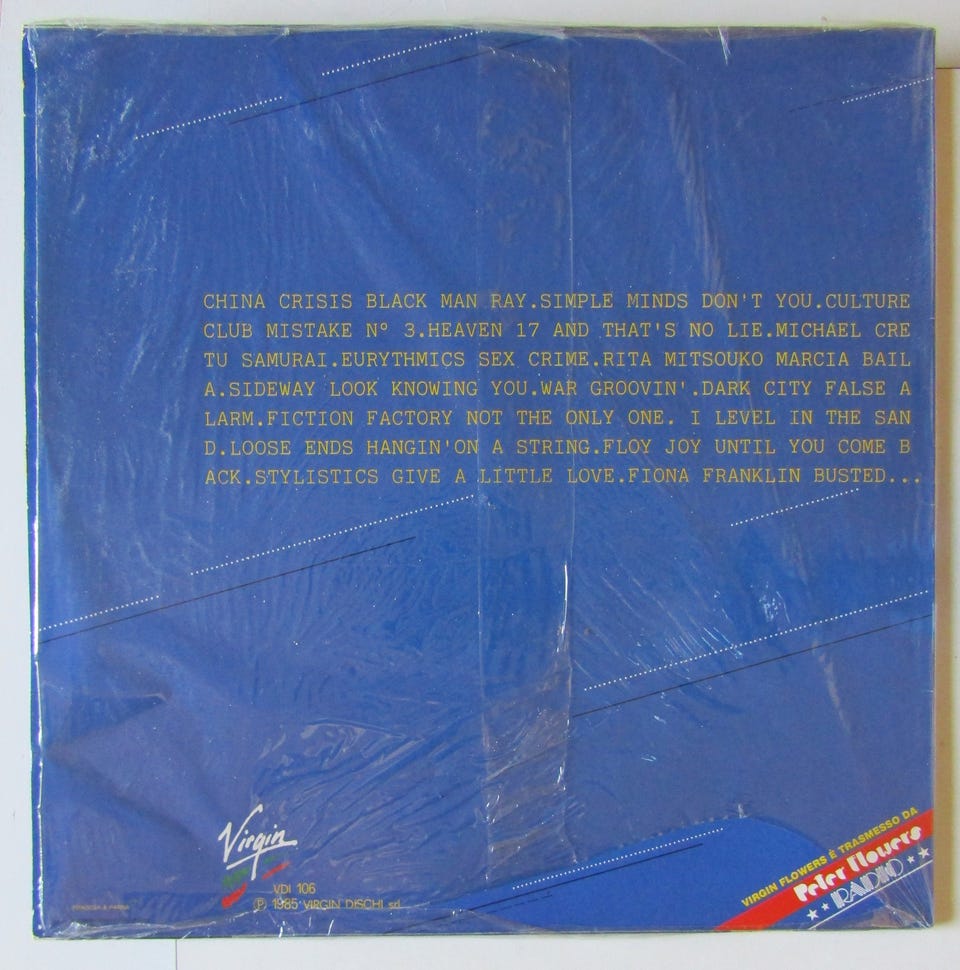 CHINA CRISIS BLACK MAN RAY.SIMPLE MINDS DON'T YOU.CULTURE
CLUB MISTAKE Nº 3.HEAVEN 17 AND THAT'S NO LIE.MICHAEL CRE
TU SAMURAI.EURYTHMICS SEX CRIME.RITA MITSOUKO MARCIA BAIL
A.SIDEWAY LOOK KNOWING YOU.WAR GROOVIN'.DARK CITY FALSE A
LARM.FICTION FACTORY NOT THE ONLY ONE. I LEVEL IN THE SAN
D.LOOSE ENDS HANGIN'ON A STRING.FLOY JOY UNTIL YOU COME B
ACK.STYLISTICS GIVE A LITTLE LOVE.FIONA FRANKLIN BUSTED...
Virgin
VDI 106
Ⓟ 1985 VIRGIN DISCHI srl
VIRGIN FLOWERS È TRASMESSO DA
Peter Flowers
RADIO